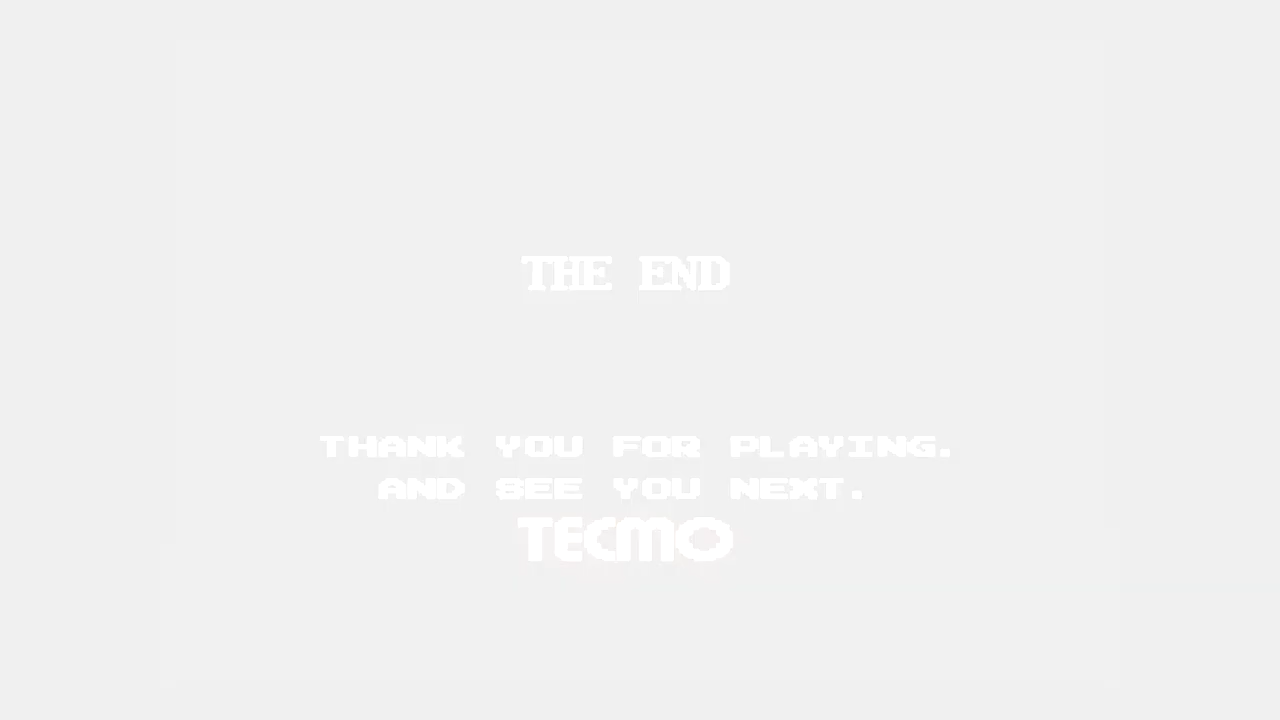 THE END
THANK YOU FOR PLAYING.
AND SEE YOU NEXT.
TECMO